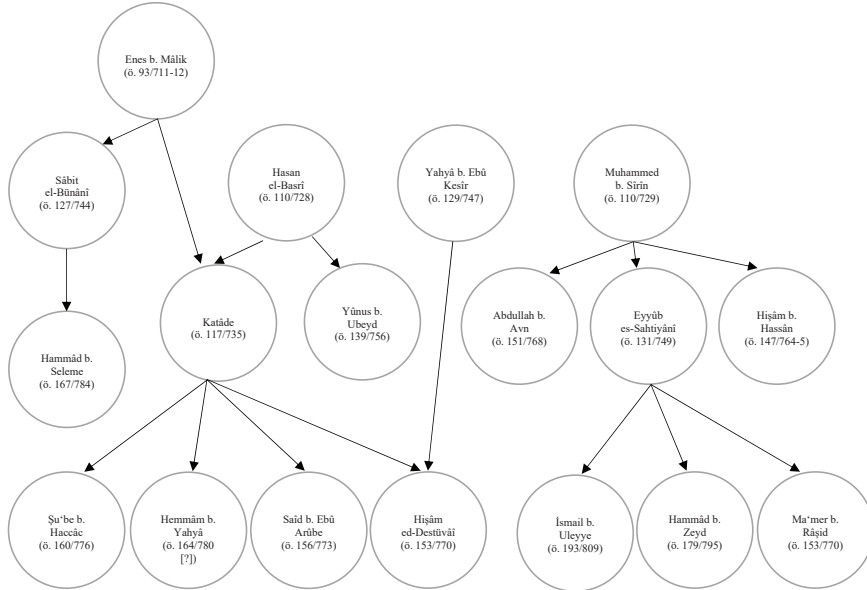 Enes b. Mâlik
(ö. 93/711-12)
Sâbit
el-Bünânî
(ö. 127/744)
Hasan
el-Basrî
(ö. 110/728)
Yahyâ b. Ebû
Kesîr
(ö. 129/747)
Muhammed
b. Sîrîn
(ö. 110/729)
Hammâd b.
Seleme
(ö. 167/784)
Katâde
(ö. 117/735)
Yûnus b.
Ubeyd
(ö. 139/756)
Abdullah b.
Avn
(ö. 151/768)
Eyyûb
es-Sahtiyânî
(ö. 131/749)
Hişâm b.
Hassân
(ö. 147/764-5)
Şu‘be b.
Haccâc
(ö. 160/776)
Hemmâm b.
Yahyâ
(ö. 164/780
[?])
Saîd b. Ebû
Arûbe
(ö. 156/773)
Hişâm
ed-Destüvâî
(ö. 153/770)
İsmail b.
Uleyye
(ö. 193/809)
Hammâd b.
Zeyd
(ö. 179/795)
Ma‘mer b.
Râşid
(ö. 153/770)